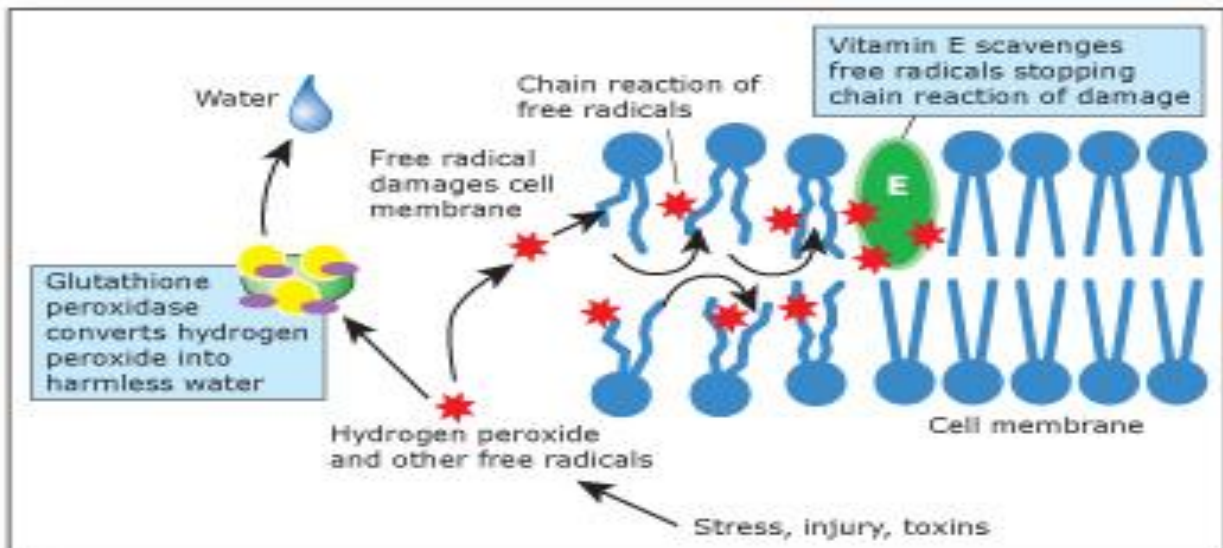 Vitamin E scavenges
free radicals stopping
chain reaction of damage
Chain reaction of
free radicals
Water
Free radical
damages cell
membrane
E
Glutathione
peroxidase
converts hydrogen
peroxide into
harmless water
Cell membrane
Hydrogen peroxide
and other free radicals
Stress, injury, toxins